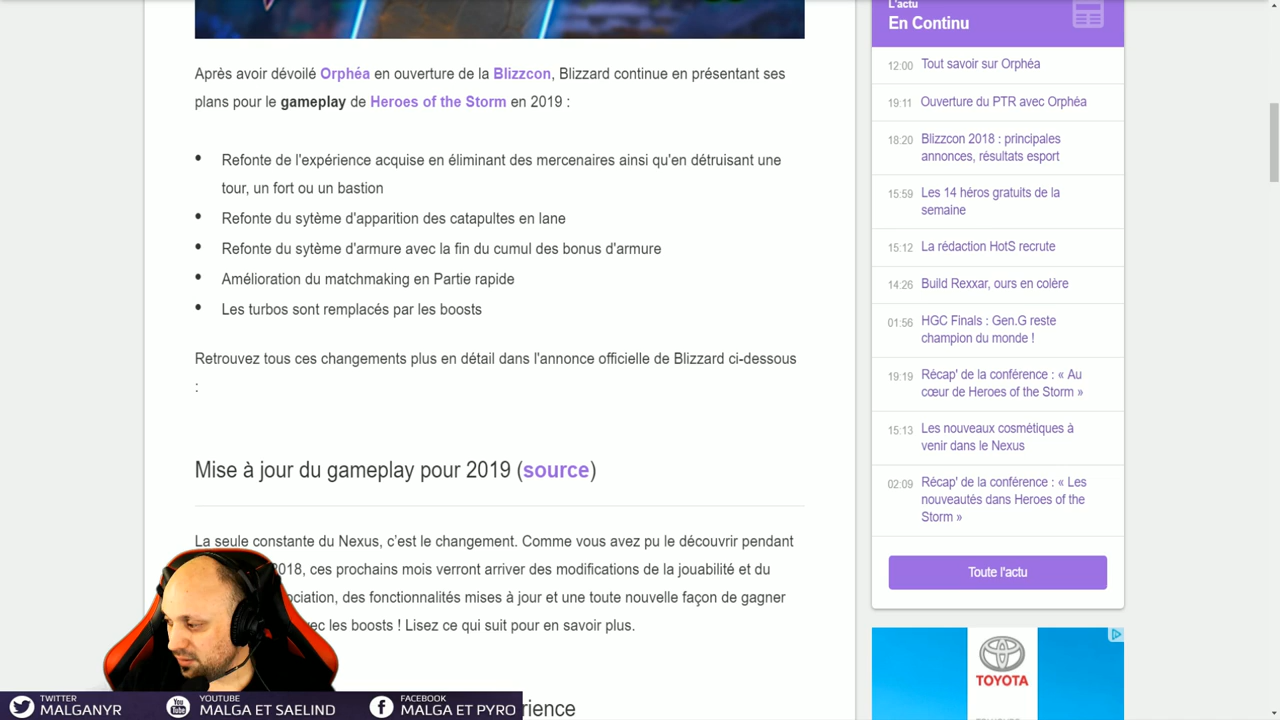 Après avoir dévoilé Orphéa en ouverture de la Blizzcon, Blizzard continue en présentant ses
plans pour le gameplay de Heroes of the Storm en 2019 :
• Refonte de l'expérience acquise en éliminant des mercenaires ainsi qu'en détruisant une
tour, un fort ou un bastion
• Refonte du sytème d'apparition des catapultes en lane
• Refonte du sytème d'armure avec la fin du cumul des bonus d'armure
• Amélioration du matchmaking en Partie rapide
• Les turbos sont remplacés par les boosts
Retrouvez tous ces changements plus en détail dans l'annonce officielle de Blizzard ci-dessous
:
Mise à jour du gameplay pour 2019 (source)
La seule constante du Nexus, c'est le changement. Comme vous avez pu le découvrir pendant
2018, ces prochains mois verront arriver des modifications de la jouabilité et du
des fonctionnalités mises à jour et une toute nouvelle façon de gagner
les boosts ! Lisez ce qui suit pour en savoir plus.
L'actu
En Continu
12:00 Tout savoir sur Orphéa
19:11 Ouverture du PTR avec Orphéa
18:20 Blizzcon 2018 : principales
annonces, résultats esport
15:59 Les 14 héros gratuits de la
semaine
15:12 La rédaction HotS recrute
14:26 Build Rexxar, ours en colère
01:56 HGC Finals : Gen.G reste
champion du monde !
19:19 Récap' de la conférence : « Au
cœur de Heroes of the Storm »
15:13 Les nouveaux cosmétiques à
venir dans le Nexus
02:09 Récap' de la conférence : « Les
nouveautés dans Heroes of the
Storm »
Toute l'actu
TOYOTA
TWITTER
MALGANYR
YOUTUBE
MALGA ET SAELIND
FACEBOOK
MALGA ET PYRO